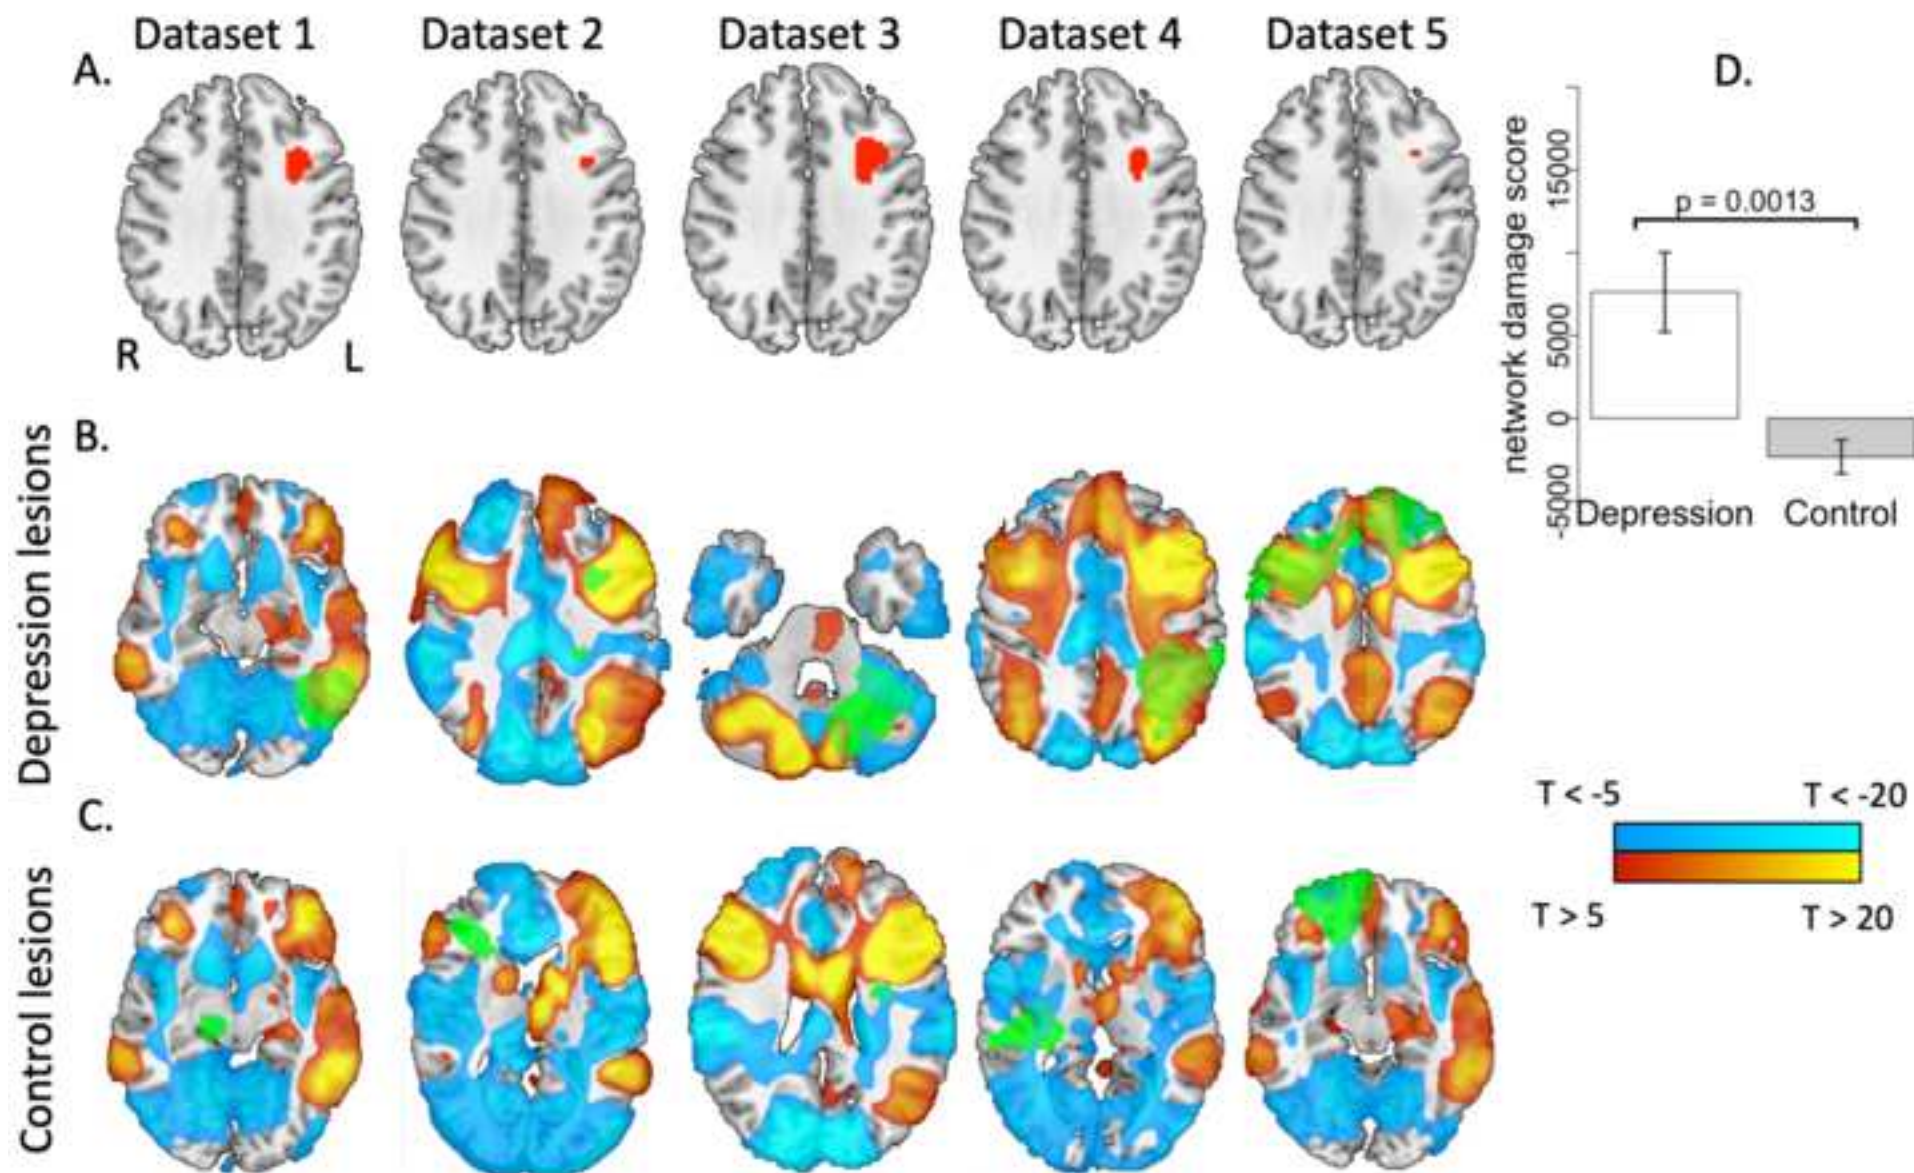 Dataset 1
Dataset 2
Dataset 3
Dataset 4
Dataset 5
A.
D.
R
L
network damage score
15000
5000
0
-5000
p = 0.0013
Depression
Control
B.
Depression lesions
T < -5
T < -20
T > 5
T > 20
C.
Control lesions